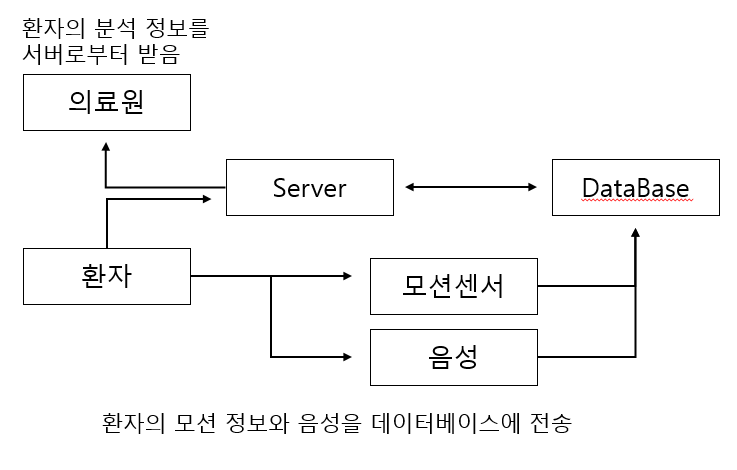 환자의 분석 정보를
서버로부터 받음
의료원
Server
DataBase
환자
모션센서
음성
환자의 모션 정보와 음성을 데이터베이스에 전송